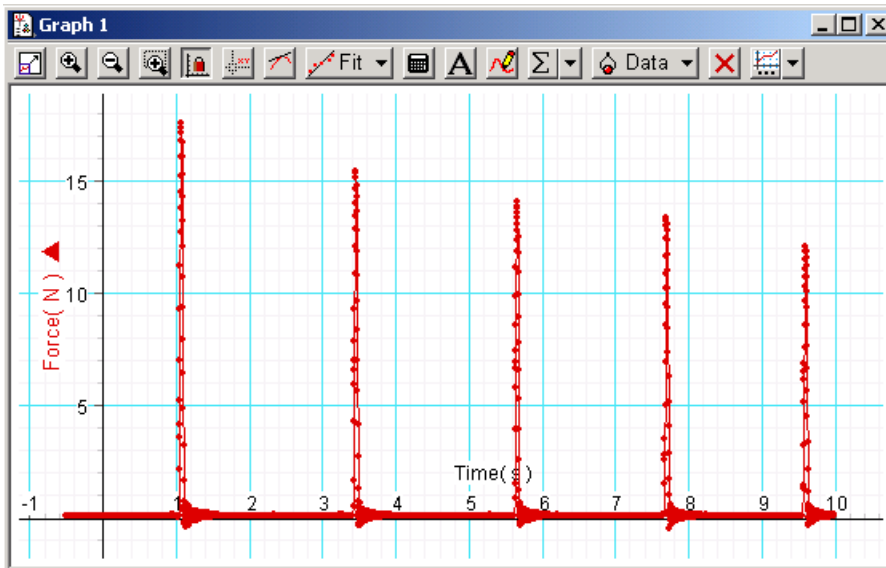 Graph 1
Fit
A
Σ
Data
15
10
5
Force( N )
Time( s )
-1 1 2 3 4 5 6 7 8 9 10